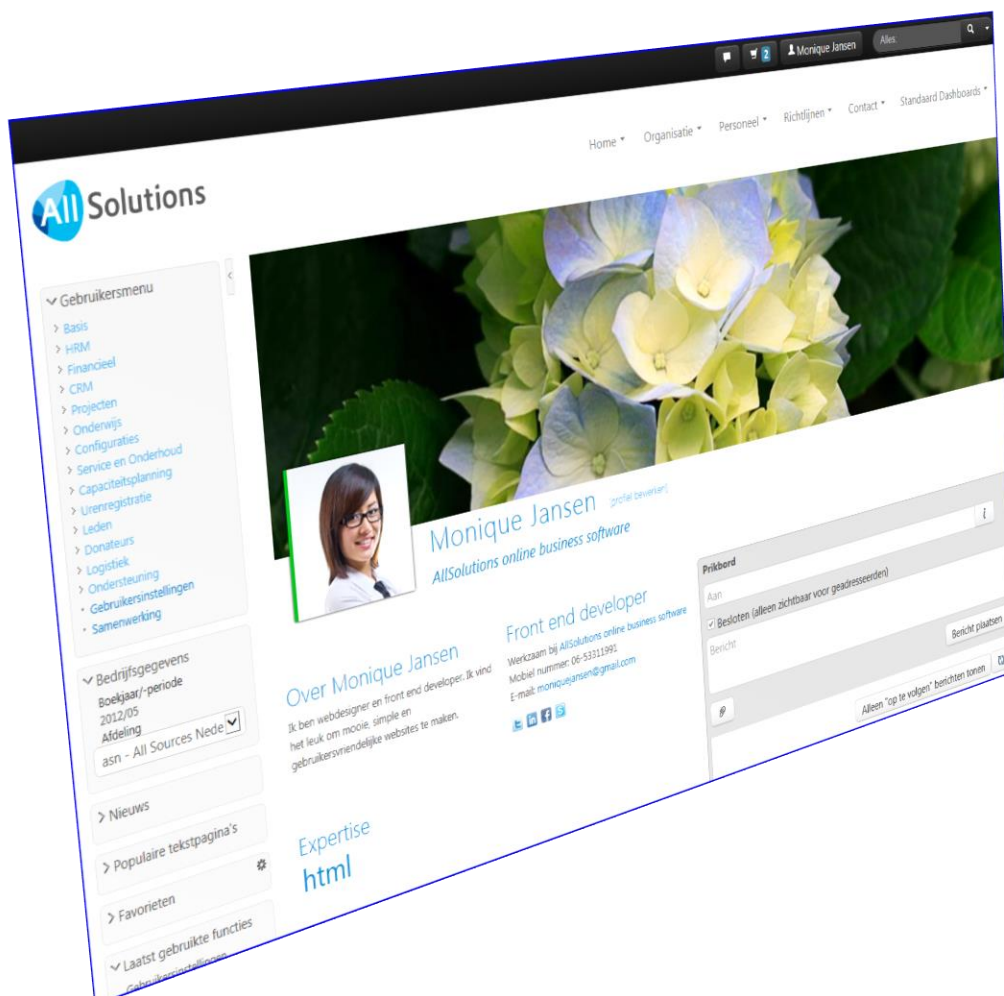 2
Monique Jansen
Alles:
Home
Organisatie
Personeel
Richtlijnen
Contact
Standaard Dashboards
All Solutions
Gebruikersmenu
Basis
HRM
Financieel
CRM
Projecten
Onderwijs
Configuraties
Service en Onderhoud
Capaciteitsplanning
Urenregistratie
Leden
Donateurs
Logistiek
Ondersteuning
Gebruikersinstellingen
Samenwerking
Bedrijfsgegevens
Boekjaar/-periode
2012/05
Afdeling
asn - All Sources Nede
Nieuws
Populaire tekstpagina's
Favorieten
Laatst gebruikte functies
Gebruikersinstellingen
Monique Jansen [profiel bewerken]
AllSolutions online business software
Over Monique Jansen
Ik ben webdesigner en front end developer. Ik vind
het leuk om mooie, simple en
gebruikersvriendelijke websites te maken.
Front end developer
Werkzaam bij AllSolutions online business software
Mobiel nummer: 06-53311991
E-mail: moniquejansen@gmail.com
Expertise
html
Prikbord
i
Aan
Besloten (alleen zichtbaar voor geadresseerden)
Bericht
Bericht plaatsen
Alleen "op te volgen" berichten tonen